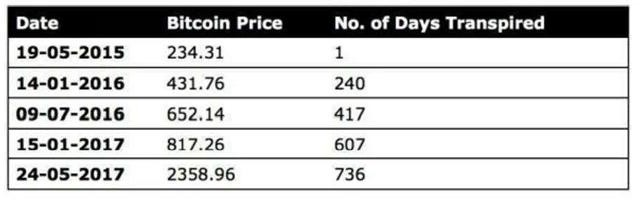 Date Bitcoin Price No. of Days Transpired
19-05-2015 234.31 1
14-01-2016 431.76 240
09-07-2016 652.14 417
15-01-2017 817.26 607
24-05-2017 2358.96 736